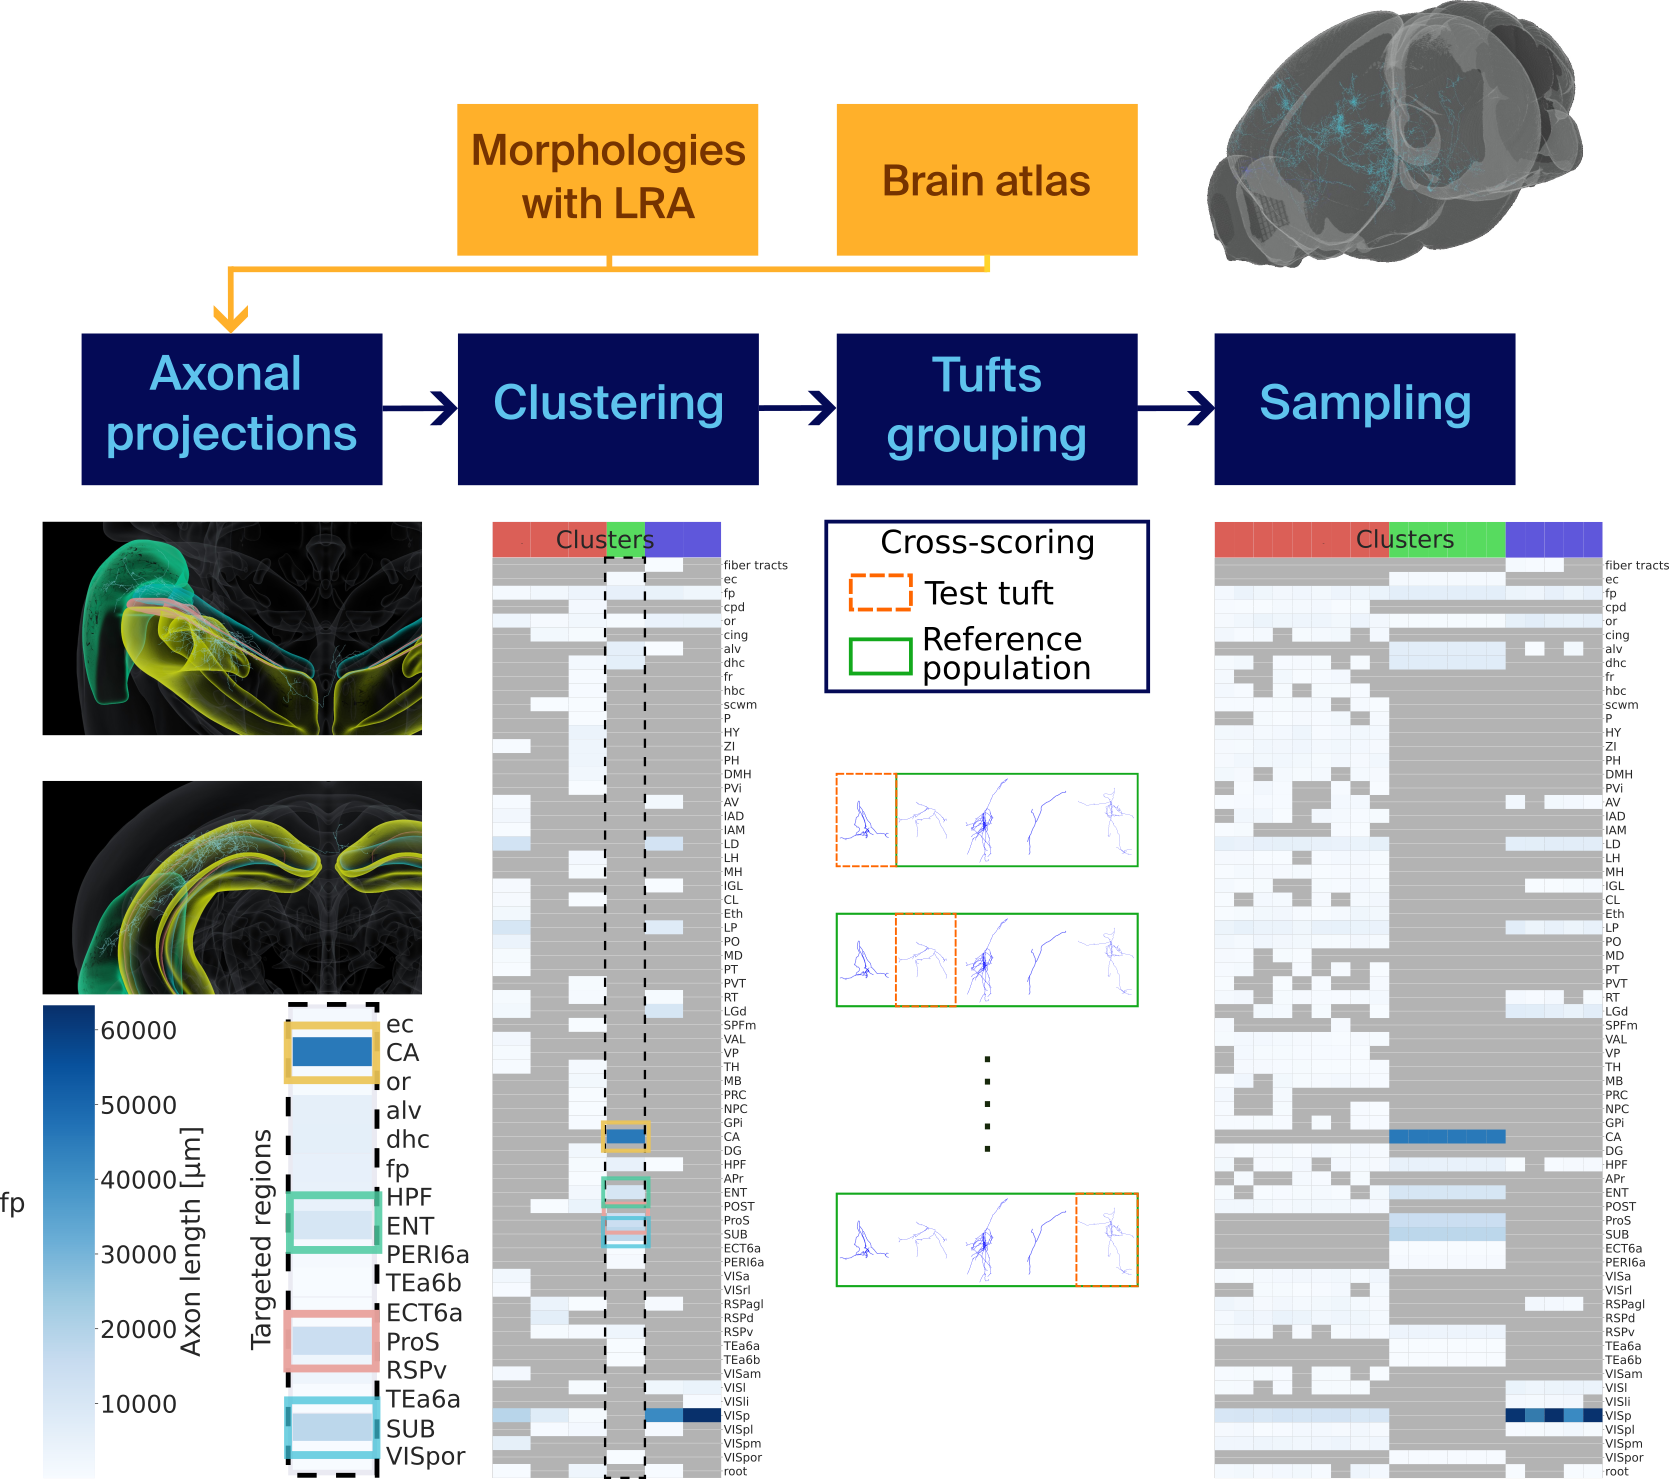 Morphologies
with LRA
Brain atlas
Axonal
projections
Clustering
Tufts
grouping
Sampling
Clusters
fiber tracts
ec
fp
cpd
or
cing
alv
dhc
fr
hbc
scwm
P
HY
ZI
PH
DMH
PVi
AV
IAD
IAM
LD
LH
MH
IGL
CL
Eth
LP
PO
MD
PT
PVT
RT
LGd
SPFm
VAL
VP
TH
MB
PRC
NPC
GPi
CA
DG
HPF
APr
ENT
POST
ProS
SUB
ECT6a
PERI6a
VISa
VISrl
RSPagl
RSPd
RSPv
TEa6a
TEa6b
VISam
VISl
VISli
VISp
VISpl
VISpm
VISpor
root
Cross-scoring
Test tuft
Reference
population
Clusters
fiber tracts
ec
fp
cpd
or
cing
alv
dhc
fr
hbc
scwm
P
HY
ZI
PH
DMH
PVi
AV
IAD
IAM
LD
LH
MH
IGL
CL
Eth
LP
PO
MD
PT
PVT
RT
LGd
SPFm
VAL
VP
TH
MB
PRC
NPC
GPi
CA
DG
HPF
APr
ENT
POST
ProS
SUB
ECT6a
PERI6a
VISa
VISrl
RSPagl
RSPd
RSPv
TEa6a
TEa6b
VISam
VISl
VISli
VISp
VISpl
VISpm
VISpor
root
fp
60000
50000
40000
30000
20000
10000
Axon length [µm]
Targeted regions
ec
CA
or
alv
dhc
fp
HPF
ENT
PERI6a
TEa6b
ECT6a
ProS
RSPv
TEa6a
SUB
VISpor